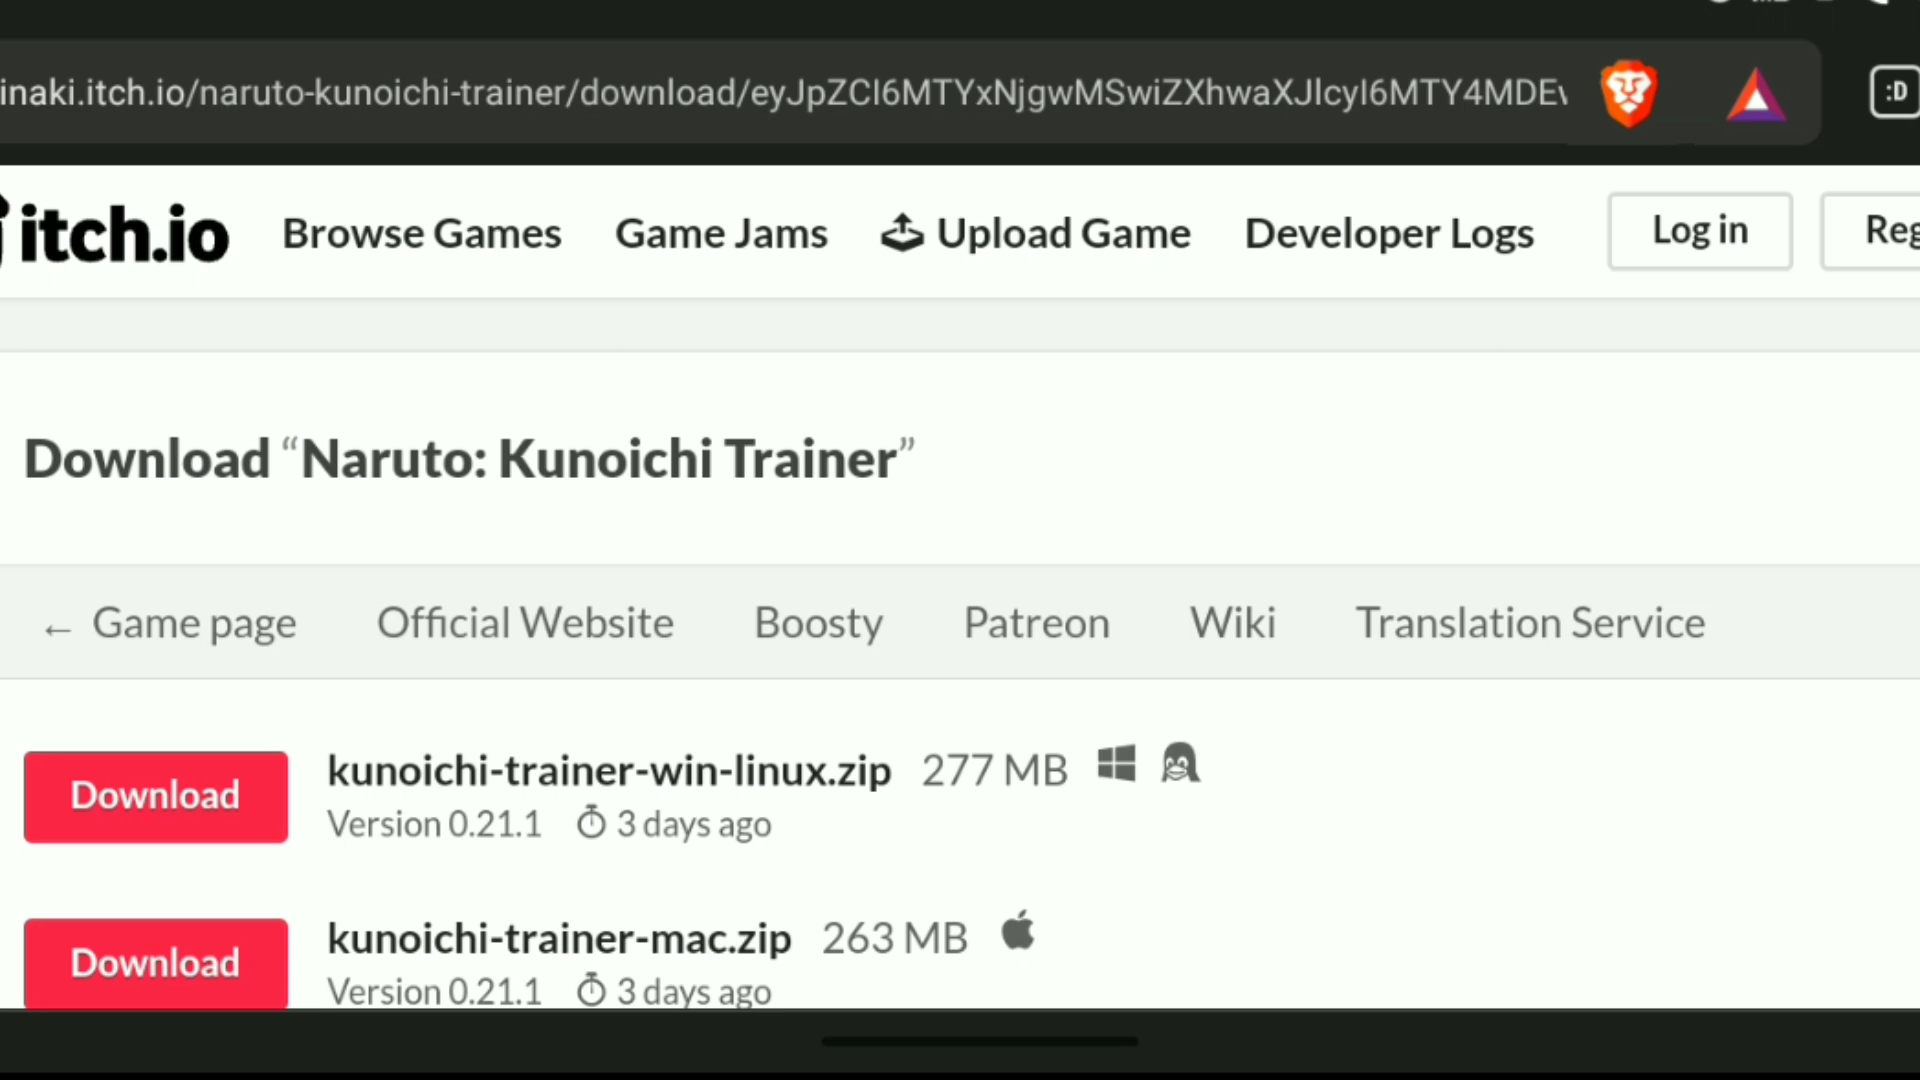 inaki.itch.io/naruto-kunoichi-trainer/download/eyJpZCI6MTYxNjgwMSwiZXhwaXJlcyI6MTY4MDEv :D
itch.io Browse Games Game Jams Upload Game Developer Logs Log in Reg
Download “Naruto: Kunoichi Trainer”
← Game page Official Website Boosty Patreon Wiki Translation Service
Download kunoichi-trainer-win-linux.zip 277 MB
Version 0.21.1 3 days ago
Download kunoichi-trainer-mac.zip 263 MB
Version 0.21.1 3 days ago